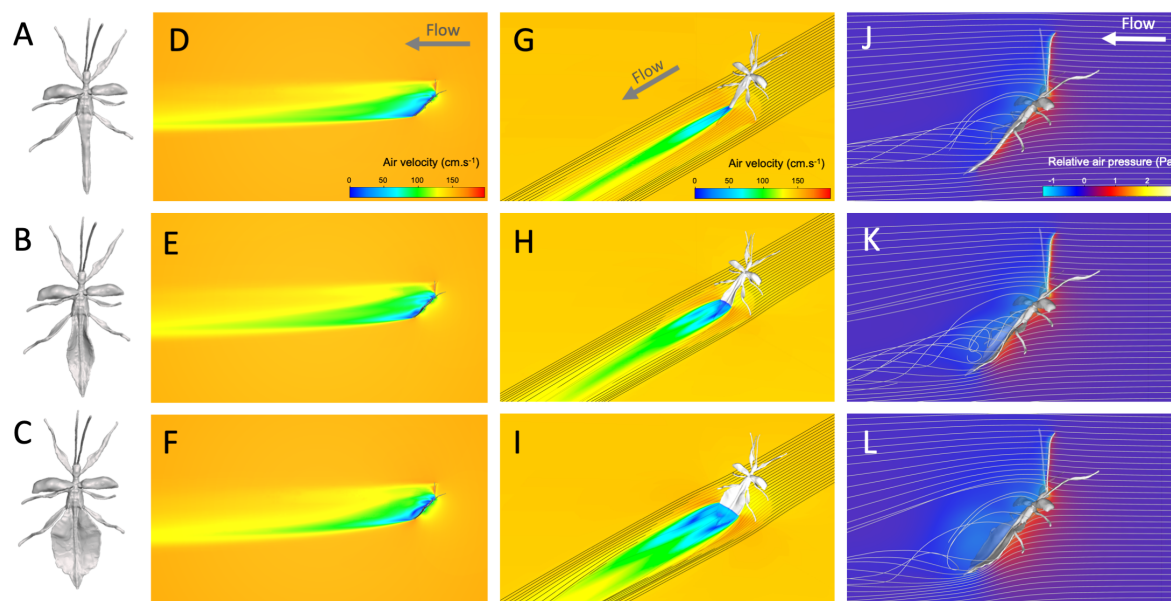 A
D
Flow
Air velocity (cm.s⁻¹)
0 50 100 150
G
Flow
Air velocity (cm.s⁻¹)
0 50 100 150
J
Flow
Relative air pressure (Pa
-1 0 1 2
B
E
H
K
C
F
I
L